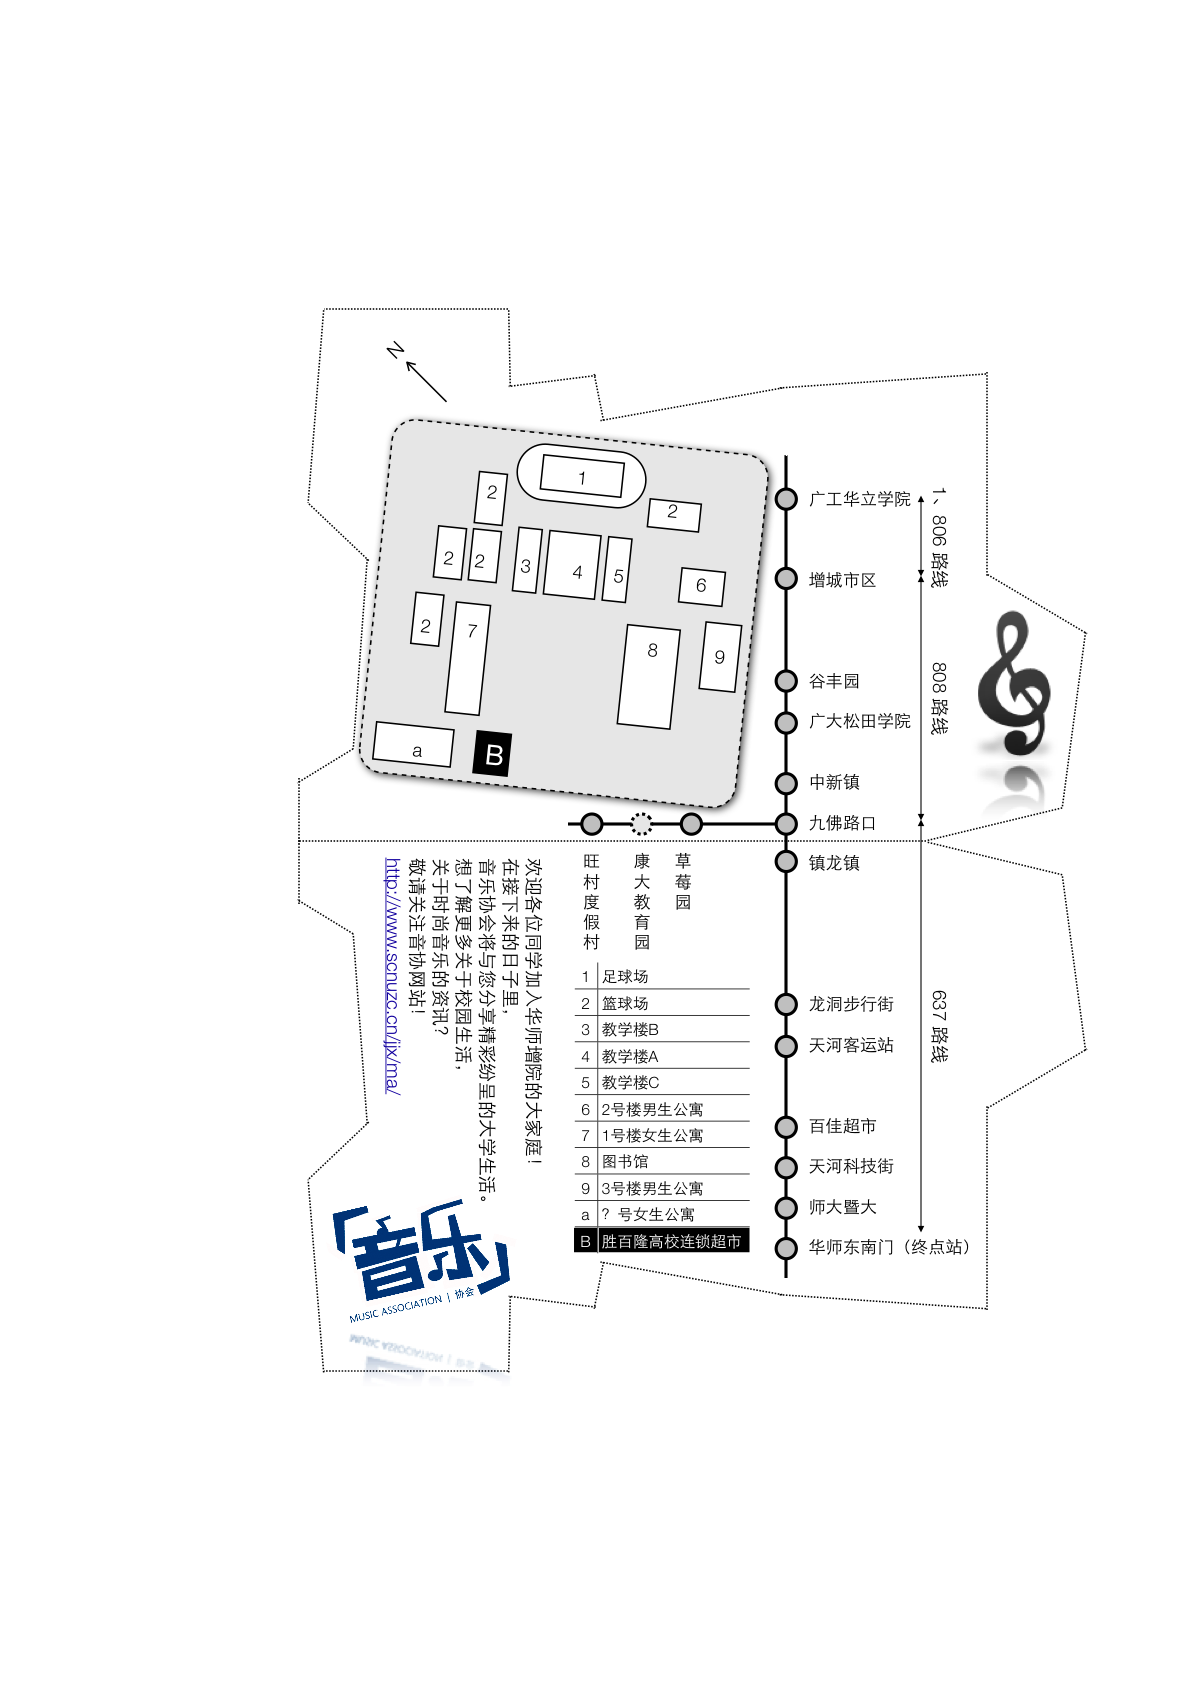 N
1
2
2
2
2
2
3
4
5
6
7
8
9
a
B
广工华立学院
增城市区
谷丰园
广大松田学院
中新镇
九佛路口
镇龙镇
龙洞步行街
天河客运站
百佳超市
天河科技街
师大暨大
华师东南门（终点站）
1、806 路线
808 路线
637 路线
旺村度假村
康大教育园
草莓园
1 足球场
2 篮球场
3 教学楼B
4 教学楼A
5 教学楼C
6 2号楼男生公寓
7 1号楼女生公寓
8 图书馆
9 3号楼男生公寓
a ？号女生公寓
B 胜百隆高校连锁超市
欢迎各位同学加入华师增院的大家庭！
在接下来的日子里，
音乐协会将与您分享精彩纷呈的大学生活。
想了解更多关于校园生活，
关于时尚音乐的资讯？
敬请关注音协网站！
http://www.scnuzc.cn/jjx/ma/
「音乐」
MUSIC ASSOCIATION | 协会